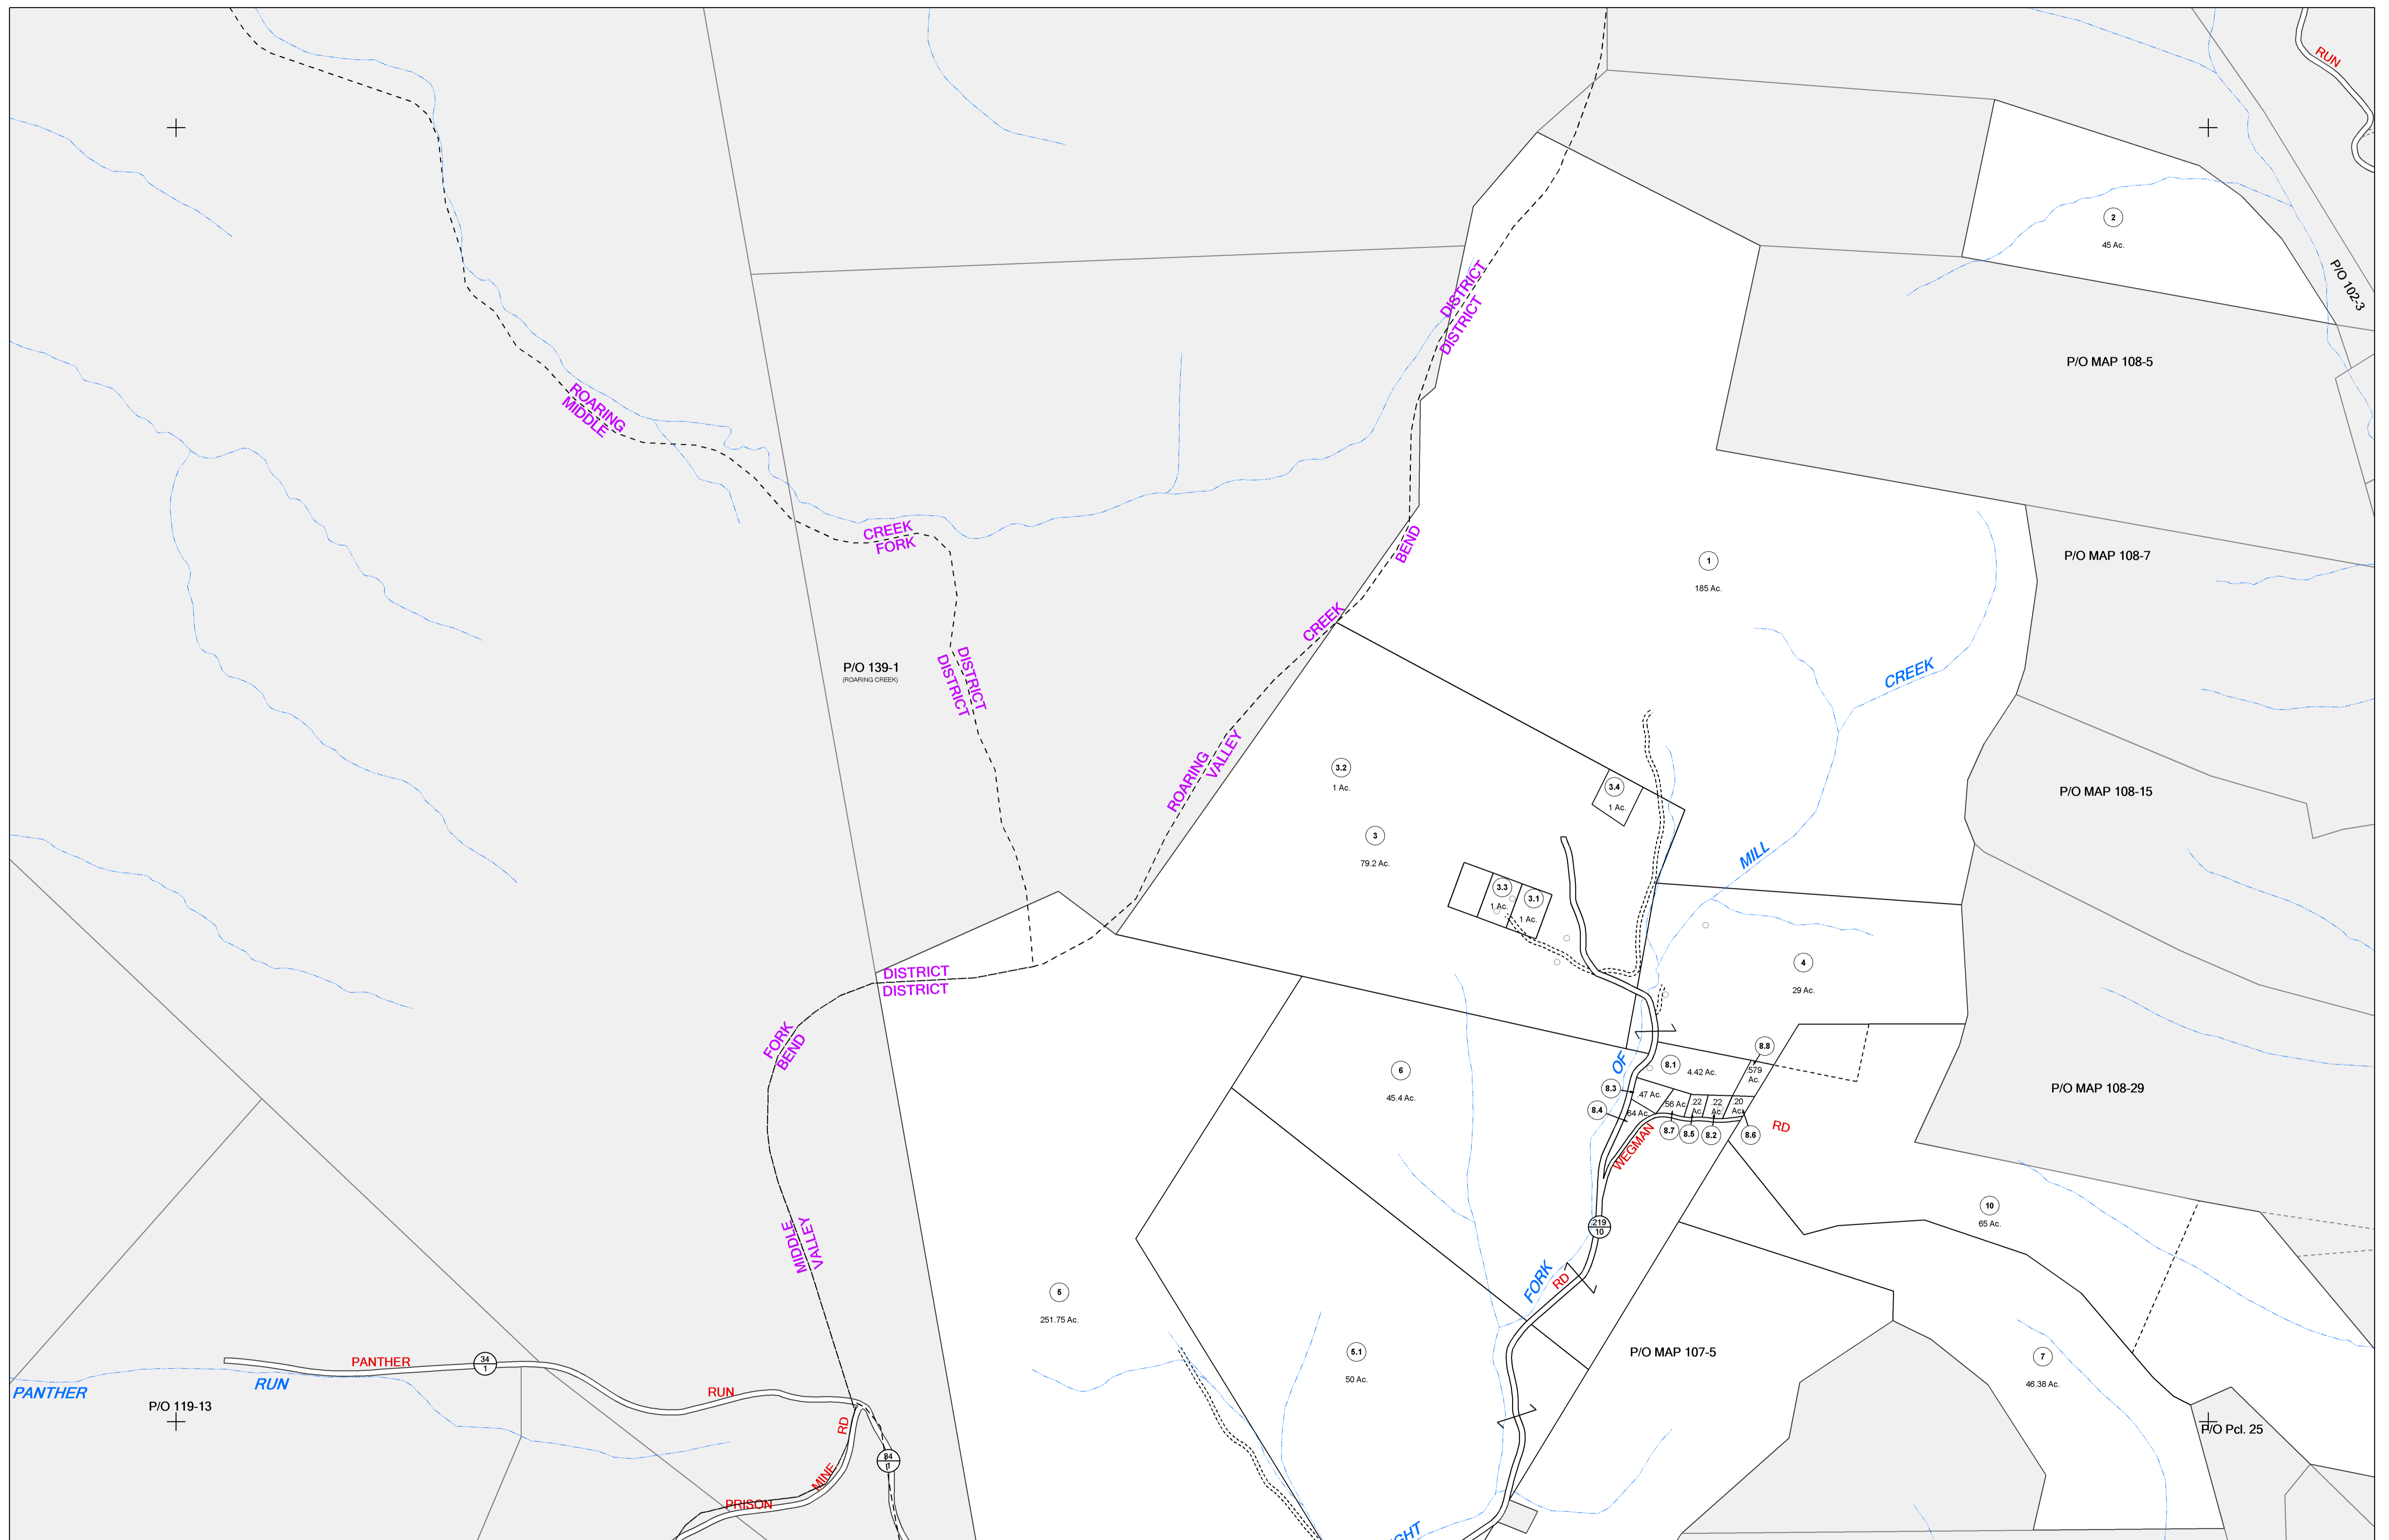 RUN
2
45 Ac.
P/O 102-3
DISTRICT
DISTRICT
P/O MAP 108-5
ROARING
MIDDLE
CREEK
FORK
BEND
P/O MAP 108-7
1
185 Ac.
CREEK
P/O 139-1
(ROARING CREEK)
DISTRICT
DISTRICT
CREEK
ROARING
VALLEY
3.2
1 Ac.
3.4
1 Ac.
P/O MAP 108-15
3
79.2 Ac.
MILL
3.3
1 Ac.
3.1
1 Ac.
4
29 Ac.
DISTRICT
DISTRICT
FORK
BEND
OF
8.8
8.1
4.42 Ac.
.579
Ac.
6
45.4 Ac.
8.3
.47 Ac.
8.4
.64 Ac.
.56 Ac.
.22
Ac.
.22
Ac.
.20
Ac.
8.7
8.5
8.2
8.6
P/O MAP 108-29
WEGMAN
RD
10
65 Ac.
219
10
MIDDLE
VALLEY
FORK
RD
5
251.75 Ac.
5.1
50 Ac.
P/O MAP 107-5
7
46.38 Ac.
PANTHER
34
1
RUN
PANTHER
RUN
P/O 119-13
RD
P/O Pcl. 25
MINE
PRISON
GHT